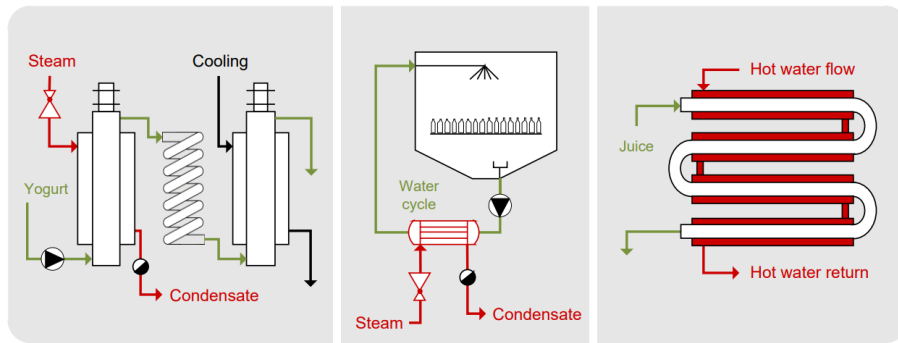 Steam
Cooling
Yogurt
Condensate
Water
cycle
Steam
Condensate
Hot water flow
Juice
Hot water return